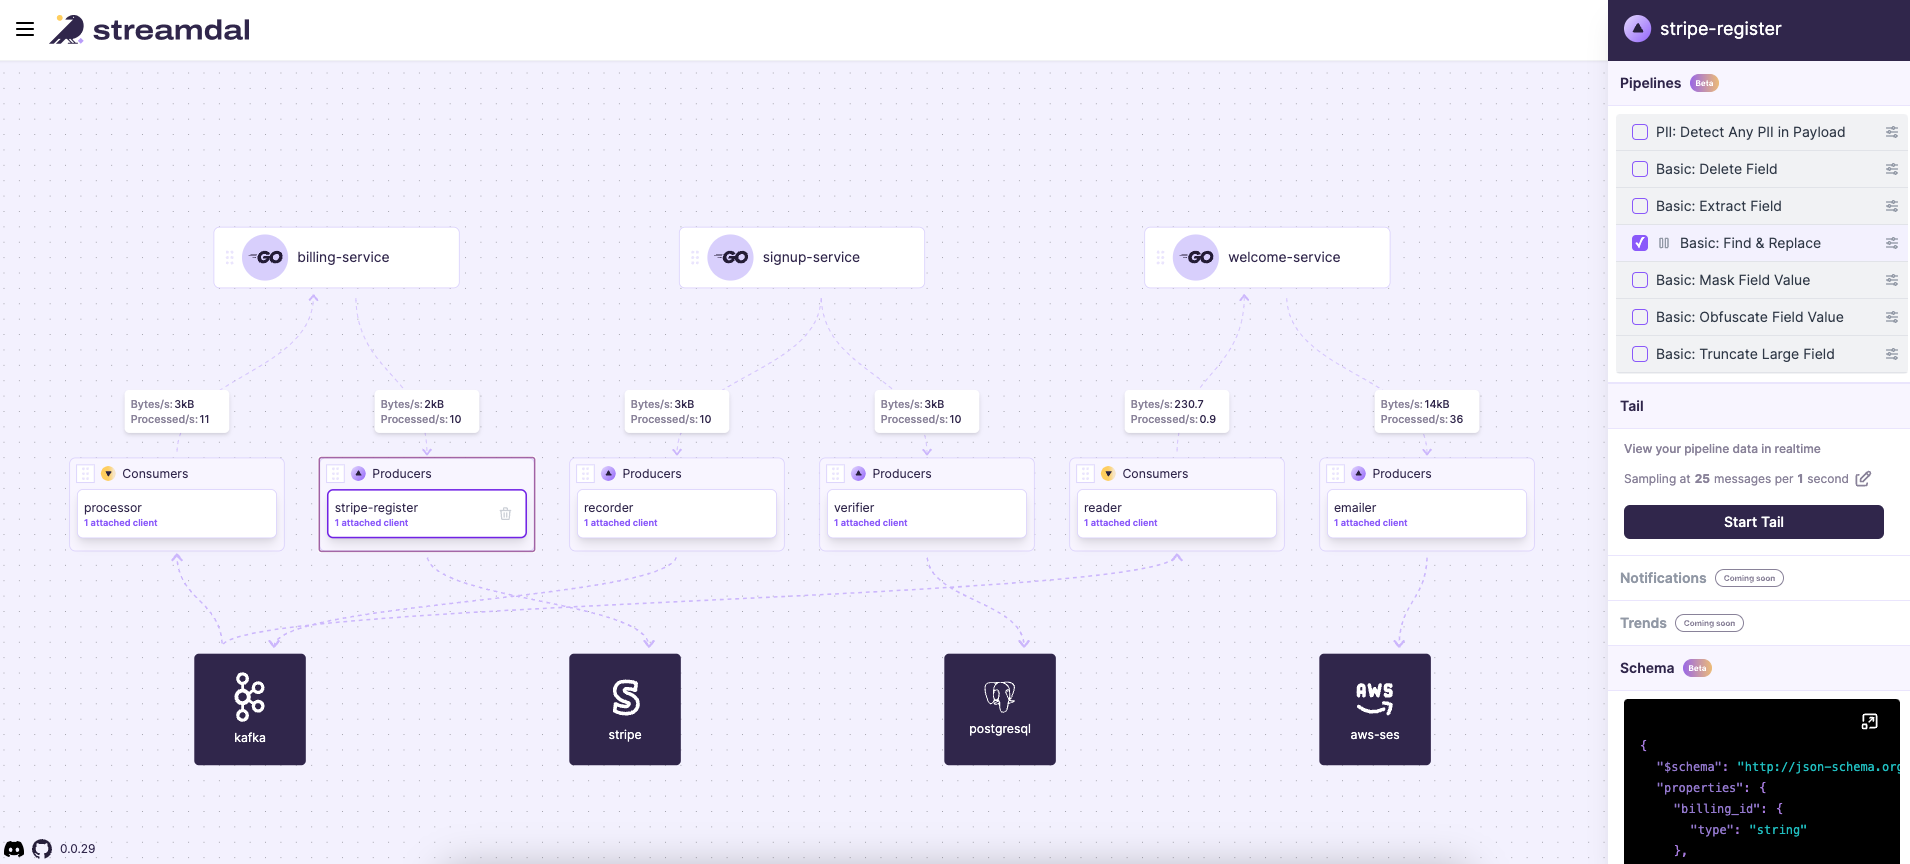 streamdal
stripe-register
Pipelines Beta
PII: Detect Any PII in Payload
Basic: Delete Field
Basic: Extract Field
Basic: Find & Replace
Basic: Mask Field Value
Basic: Obfuscate Field Value
Basic: Truncate Large Field
Tail
View your pipeline data in realtime
Sampling at 25 messages per 1 second
Start Tail
Notifications Coming soon
Trends Coming soon
Schema Beta
{
"$schema": "http://json-schema.org
"properties": {
"billing_id": {
"type": "string"
},
GO billing-service
GO signup-service
GO welcome-service
Bytes/s: 3kB
Processed/s: 11
Bytes/s: 2kB
Processed/s: 10
Bytes/s: 3kB
Processed/s: 10
Bytes/s: 3kB
Processed/s: 10
Bytes/s: 230.7
Processed/s: 0.9
Bytes/s: 14kB
Processed/s: 36
Consumers
processor
1 attached client
Producers
stripe-register
1 attached client
Producers
recorder
1 attached client
Producers
verifier
1 attached client
Consumers
reader
1 attached client
Producers
emailer
1 attached client
kafka
stripe
postgresql
AWS
aws-ses
0.0.29